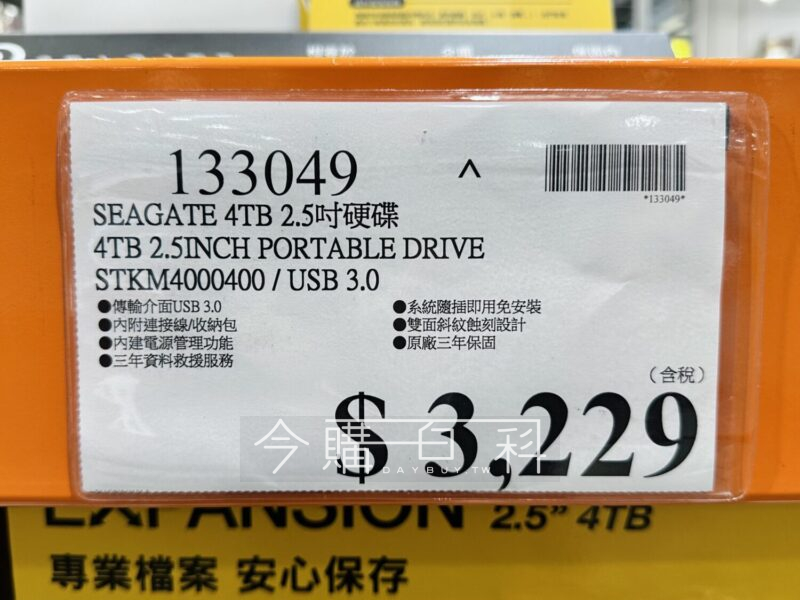 133049
^
*133049*
SEAGATE 4TB 2.5吋硬碟
4TB 2.5INCH PORTABLE DRIVE
STKM4000400 / USB 3.0
●傳輸介面USB 3.0
●內附連接線/收納包
●內建電源管理功能
●三年資料救援服務
●系統隨插即用免安裝
●雙面斜紋蝕刻設計
●原廠三年保固
(含稅)
$ 3,229
今購百科
DAYBUY.TW
EXPANSION 2.5” 4TB
專業檔案 安心保存